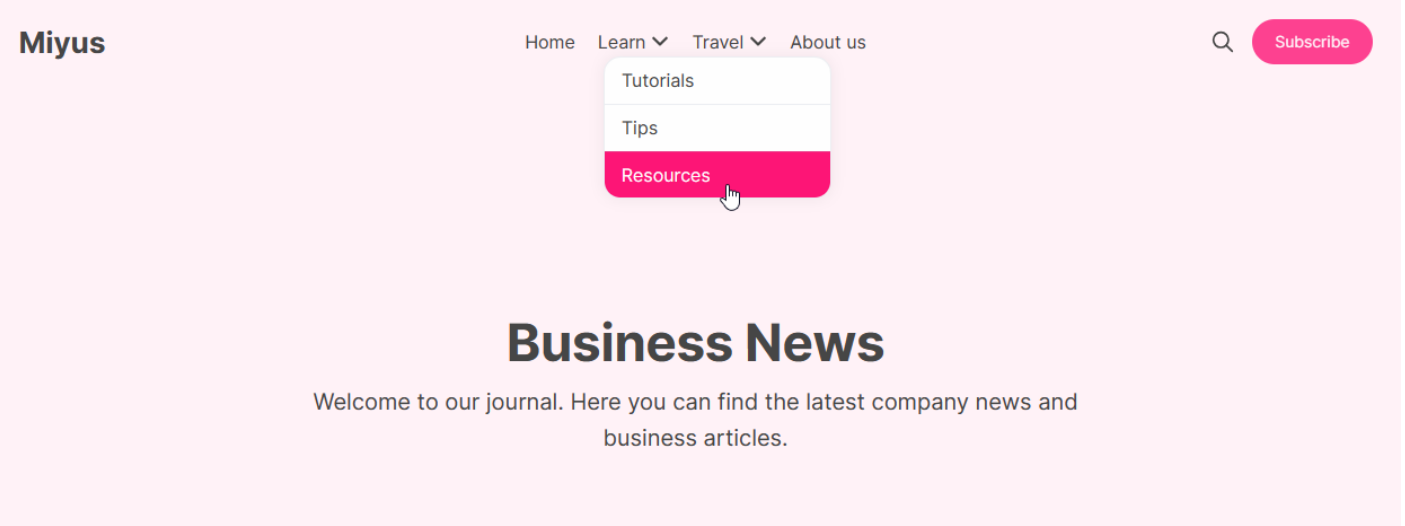 Miyus
Home Learn Travel About us
Subscribe
Tutorials
Tips
Resources
Business News
Welcome to our journal. Here you can find the latest company news and
business articles.